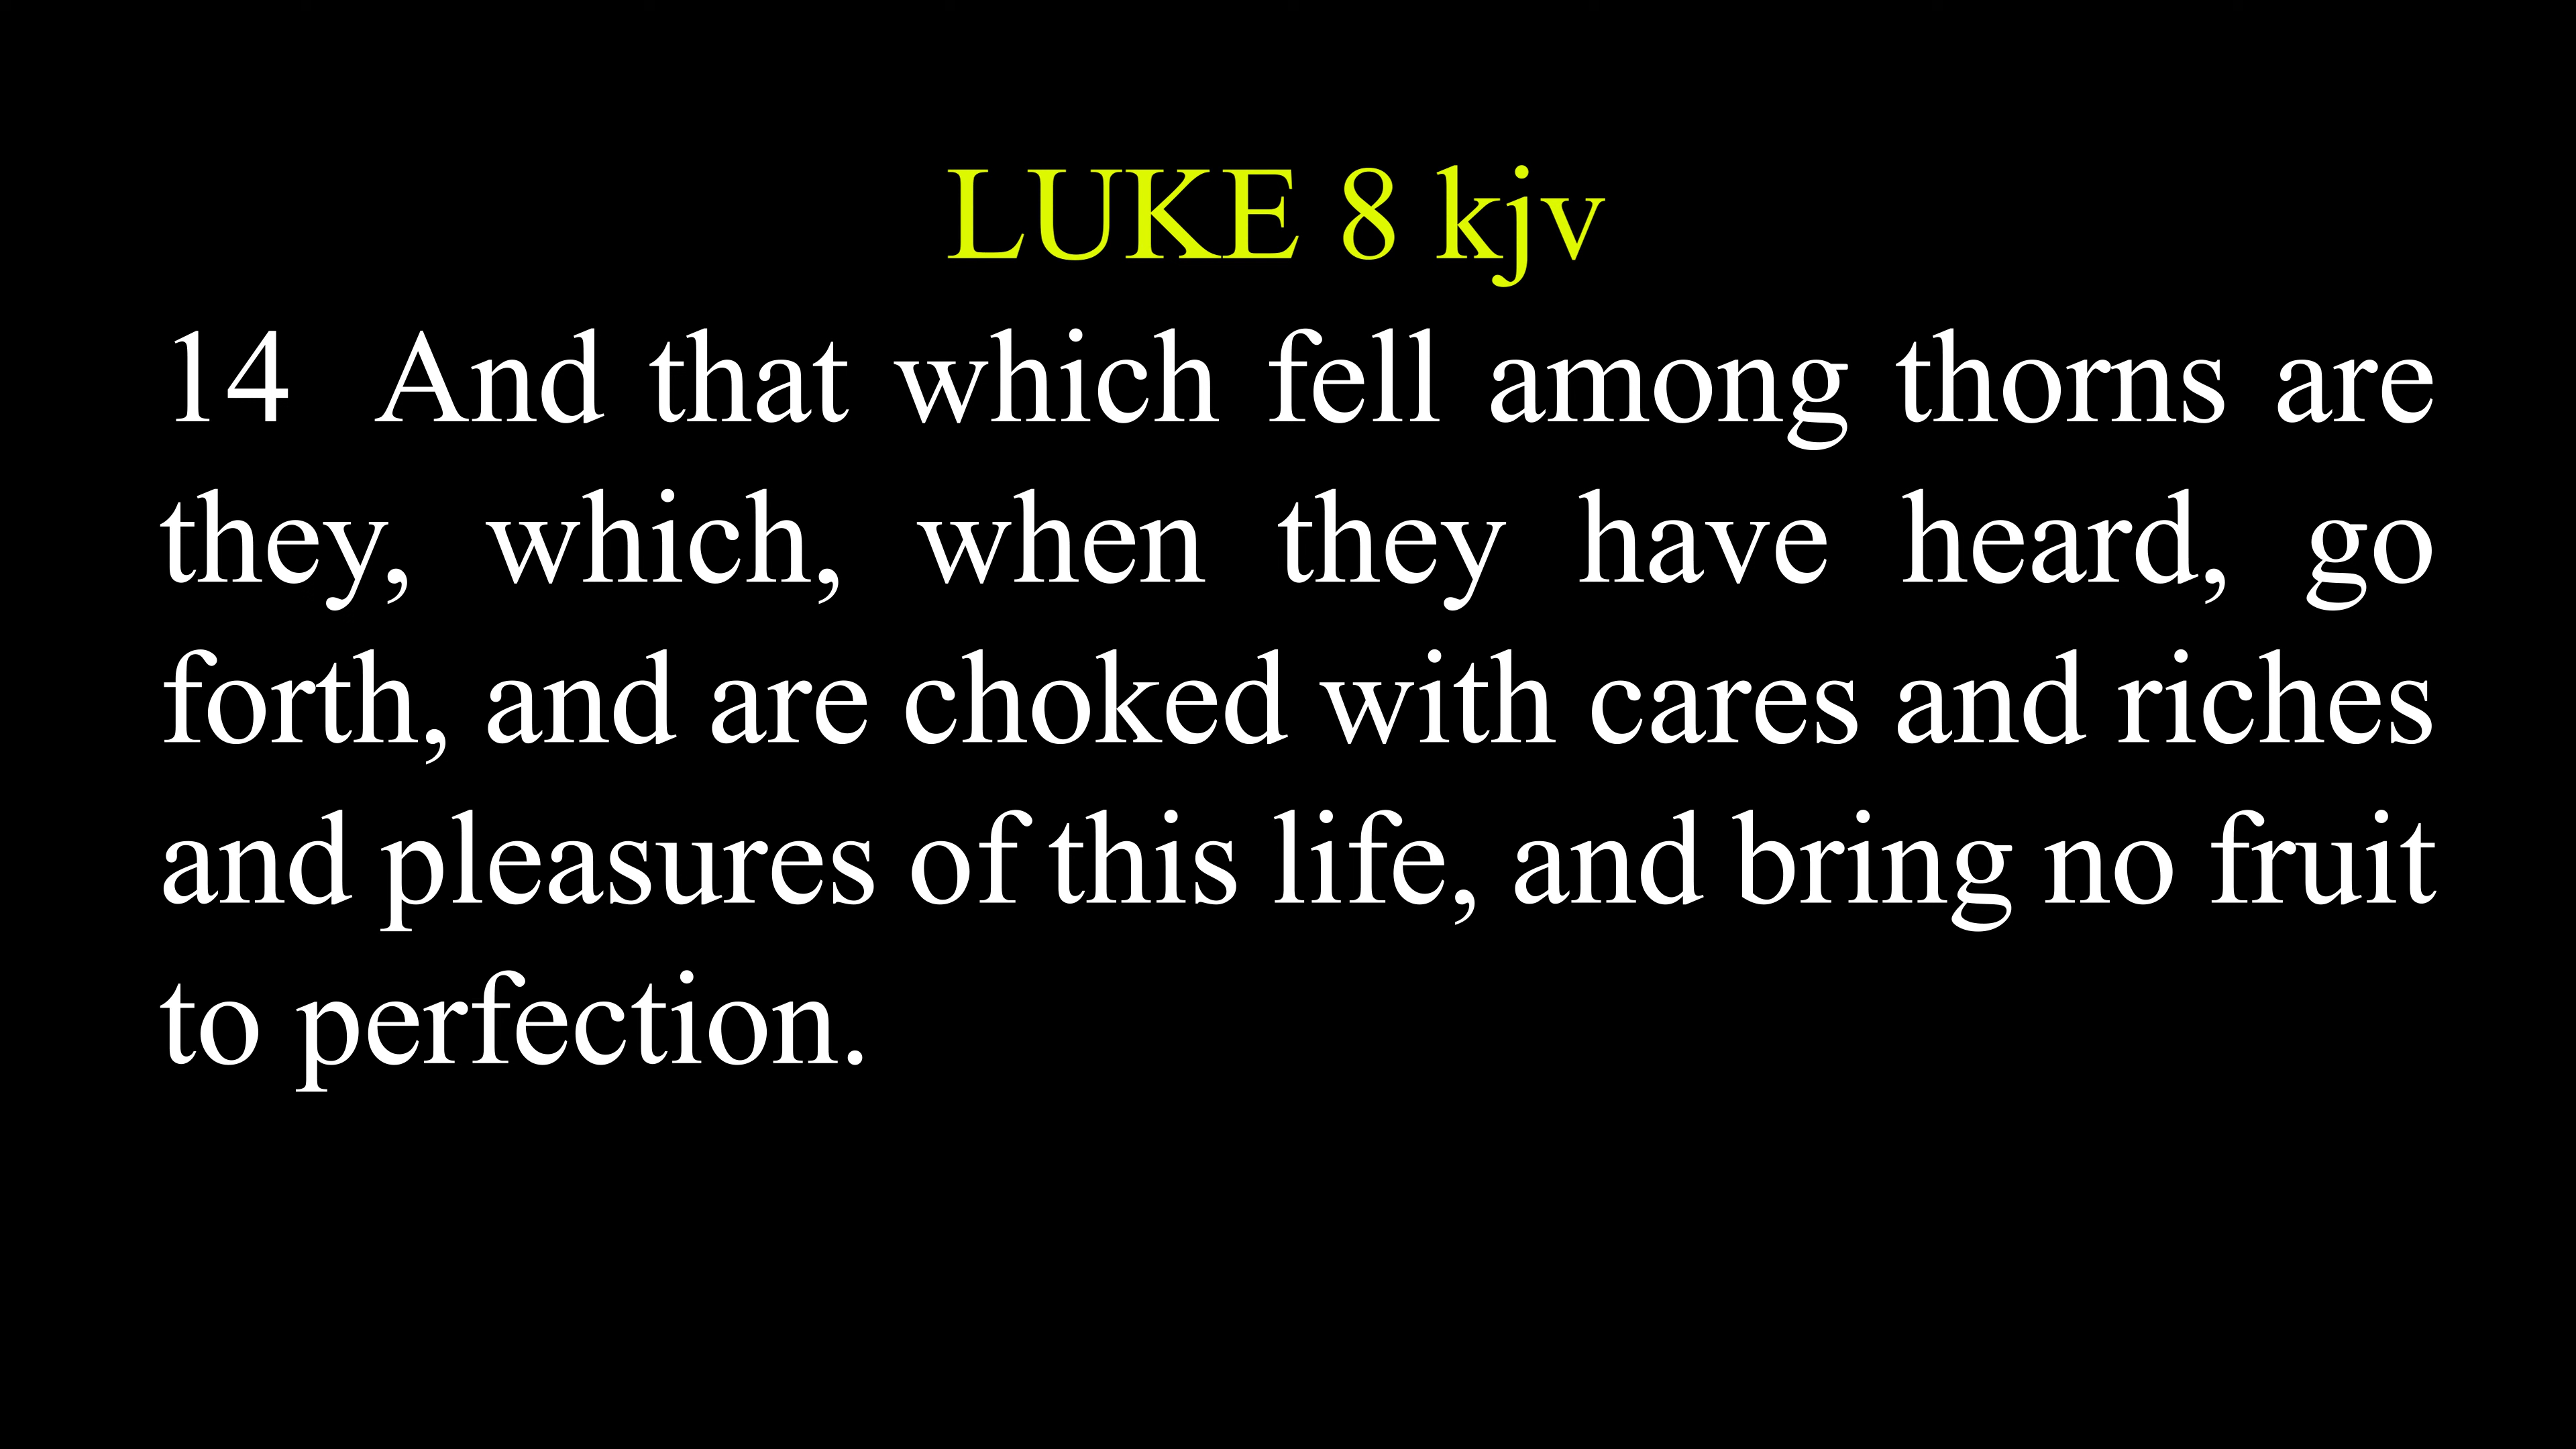 LUKE 8 kjv
14 And that which fell among thorns are
they, which, when they have heard, go
forth, and are choked with cares and riches
and pleasures of this life, and bring no fruit
to perfection.